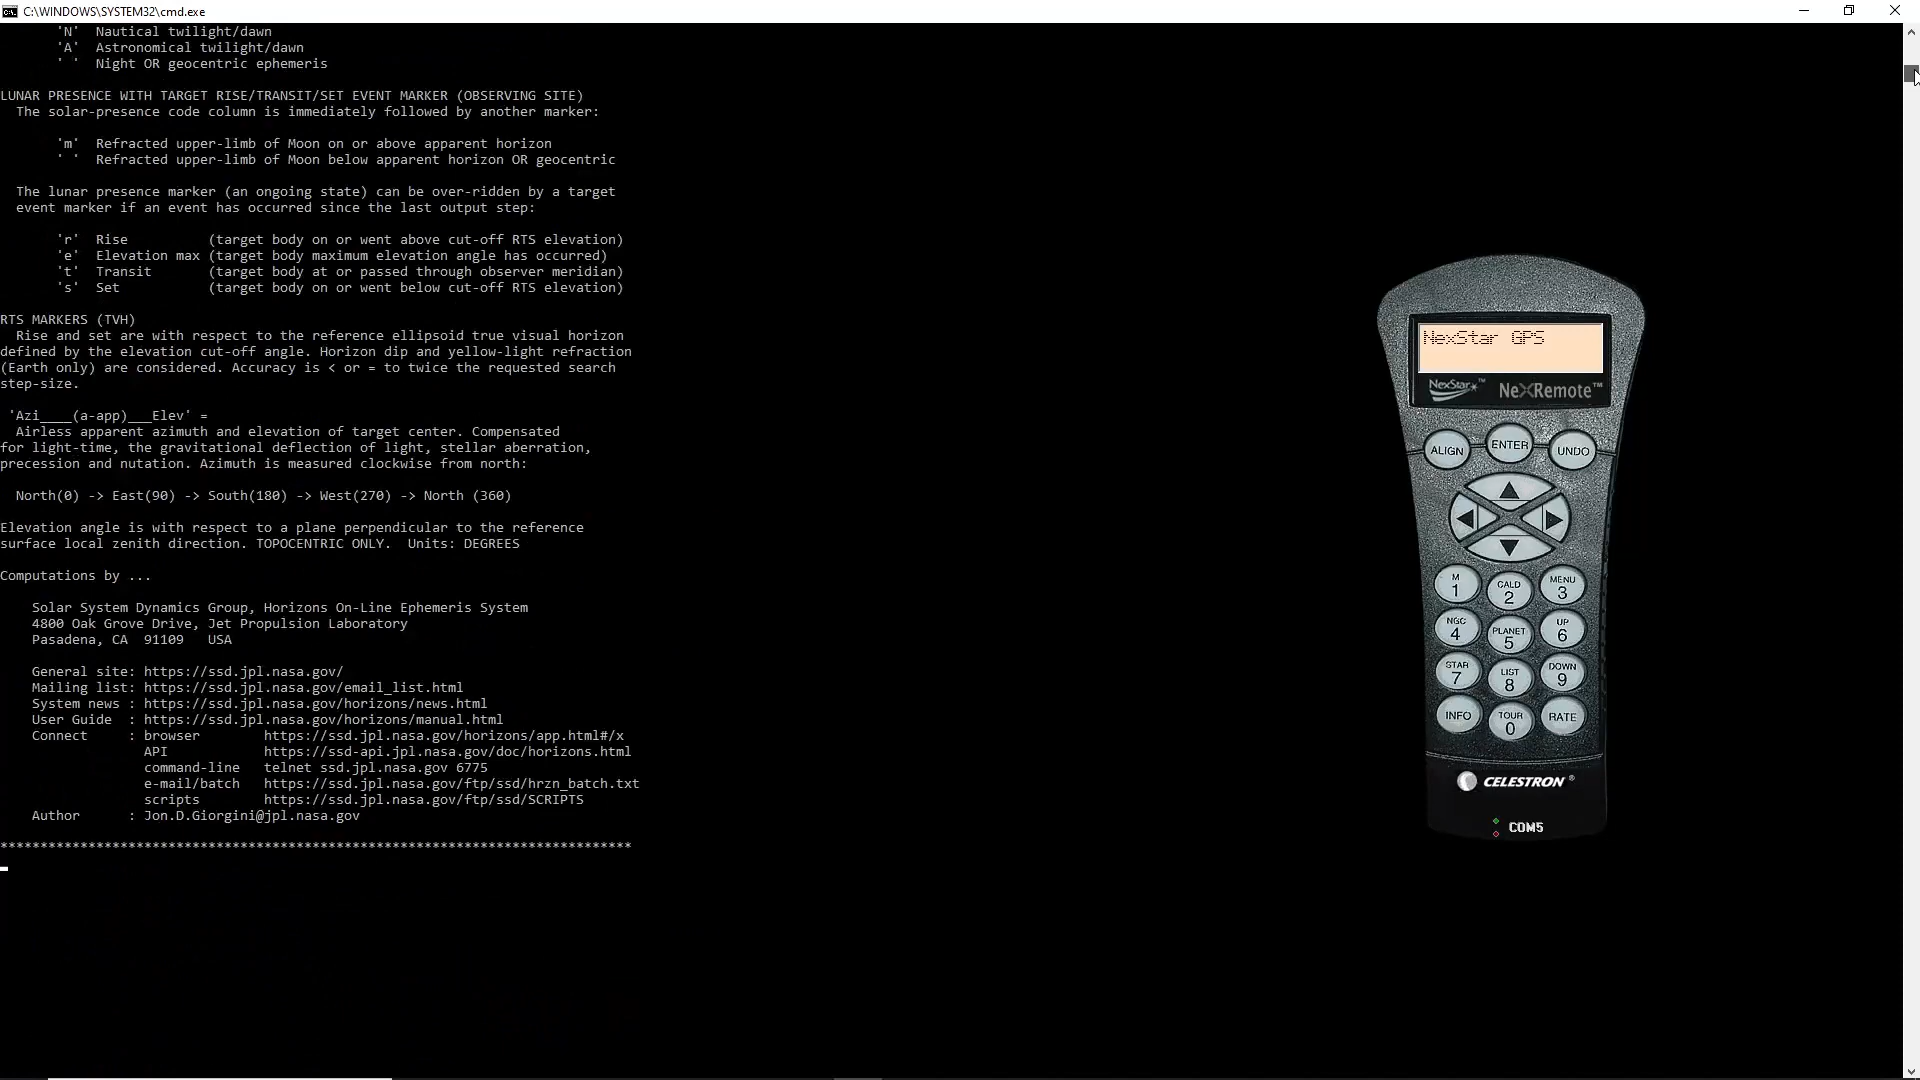 C:\WINDOWS\SYSTEM32\cmd.exe
'N'  Nautical twilight/dawn
'A'  Astronomical twilight/dawn
' '  Night OR geocentric ephemeris
LUNAR PRESENCE WITH TARGET RISE/TRANSIT/SET EVENT MARKER (OBSERVING SITE)
The solar-presence code column is immediately followed by another marker:
'm'  Refracted upper-limb of Moon on or above apparent horizon
' '  Refracted upper-limb of Moon below apparent horizon OR geocentric
The lunar presence marker (an ongoing state) can be over-ridden by a target
event marker if an event has occurred since the last output step:
'r'  Rise          (target body on or went above cut-off RTS elevation)
'e'  Elevation max (target body maximum elevation angle has occurred)
't'  Transit       (target body at or passed through observer meridian)
's'  Set           (target body on or went below cut-off RTS elevation)
RTS MARKERS (TVH)
Rise and set are with respect to the reference ellipsoid true visual horizon
defined by the elevation cut-off angle. Horizon dip and yellow-light refraction
(Earth only) are considered. Accuracy is < or = to twice the requested search
step-size.
'Azi____(a-app)___Elev' =
Airless apparent azimuth and elevation of target center. Compensated
for light-time, the gravitational deflection of light, stellar aberration,
precession and nutation. Azimuth is measured clockwise from north:
North(0) -> East(90) -> South(180) -> West(270) -> North (360)
Elevation angle is with respect to a plane perpendicular to the reference
surface local zenith direction. TOPOCENTRIC ONLY.  Units: DEGREES
Computations by ...
Solar System Dynamics Group, Horizons On-Line Ephemeris System
4800 Oak Grove Drive, Jet Propulsion Laboratory
Pasadena, CA  91109   USA
General site: https://ssd.jpl.nasa.gov/
Mailing list: https://ssd.jpl.nasa.gov/email_list.html
System news : https://ssd.jpl.nasa.gov/horizons/news.html
User Guide  : https://ssd.jpl.nasa.gov/horizons/manual.html
Connect     : browser        https://ssd.jpl.nasa.gov/horizons/app.html#/x
API            https://ssd-api.jpl.nasa.gov/doc/horizons.html
command-line   telnet ssd.jpl.nasa.gov 6775
e-mail/batch   https://ssd.jpl.nasa.gov/ftp/ssd/hrzn_batch.txt
scripts        https://ssd.jpl.nasa.gov/ftp/ssd/SCRIPTS
Author      : Jon.D.Giorgini@jpl.nasa.gov
*******************************************************************************
NexStar GPS
NexStar™ NexRemote™
ALIGN ENTER UNDO
M 1 CALD 2 MENU 3
NGC 4 PLANET 5 UP 6
STAR 7 LIST 8 DOWN 9
INFO TOUR 0 RATE
CELESTRON®
COM5